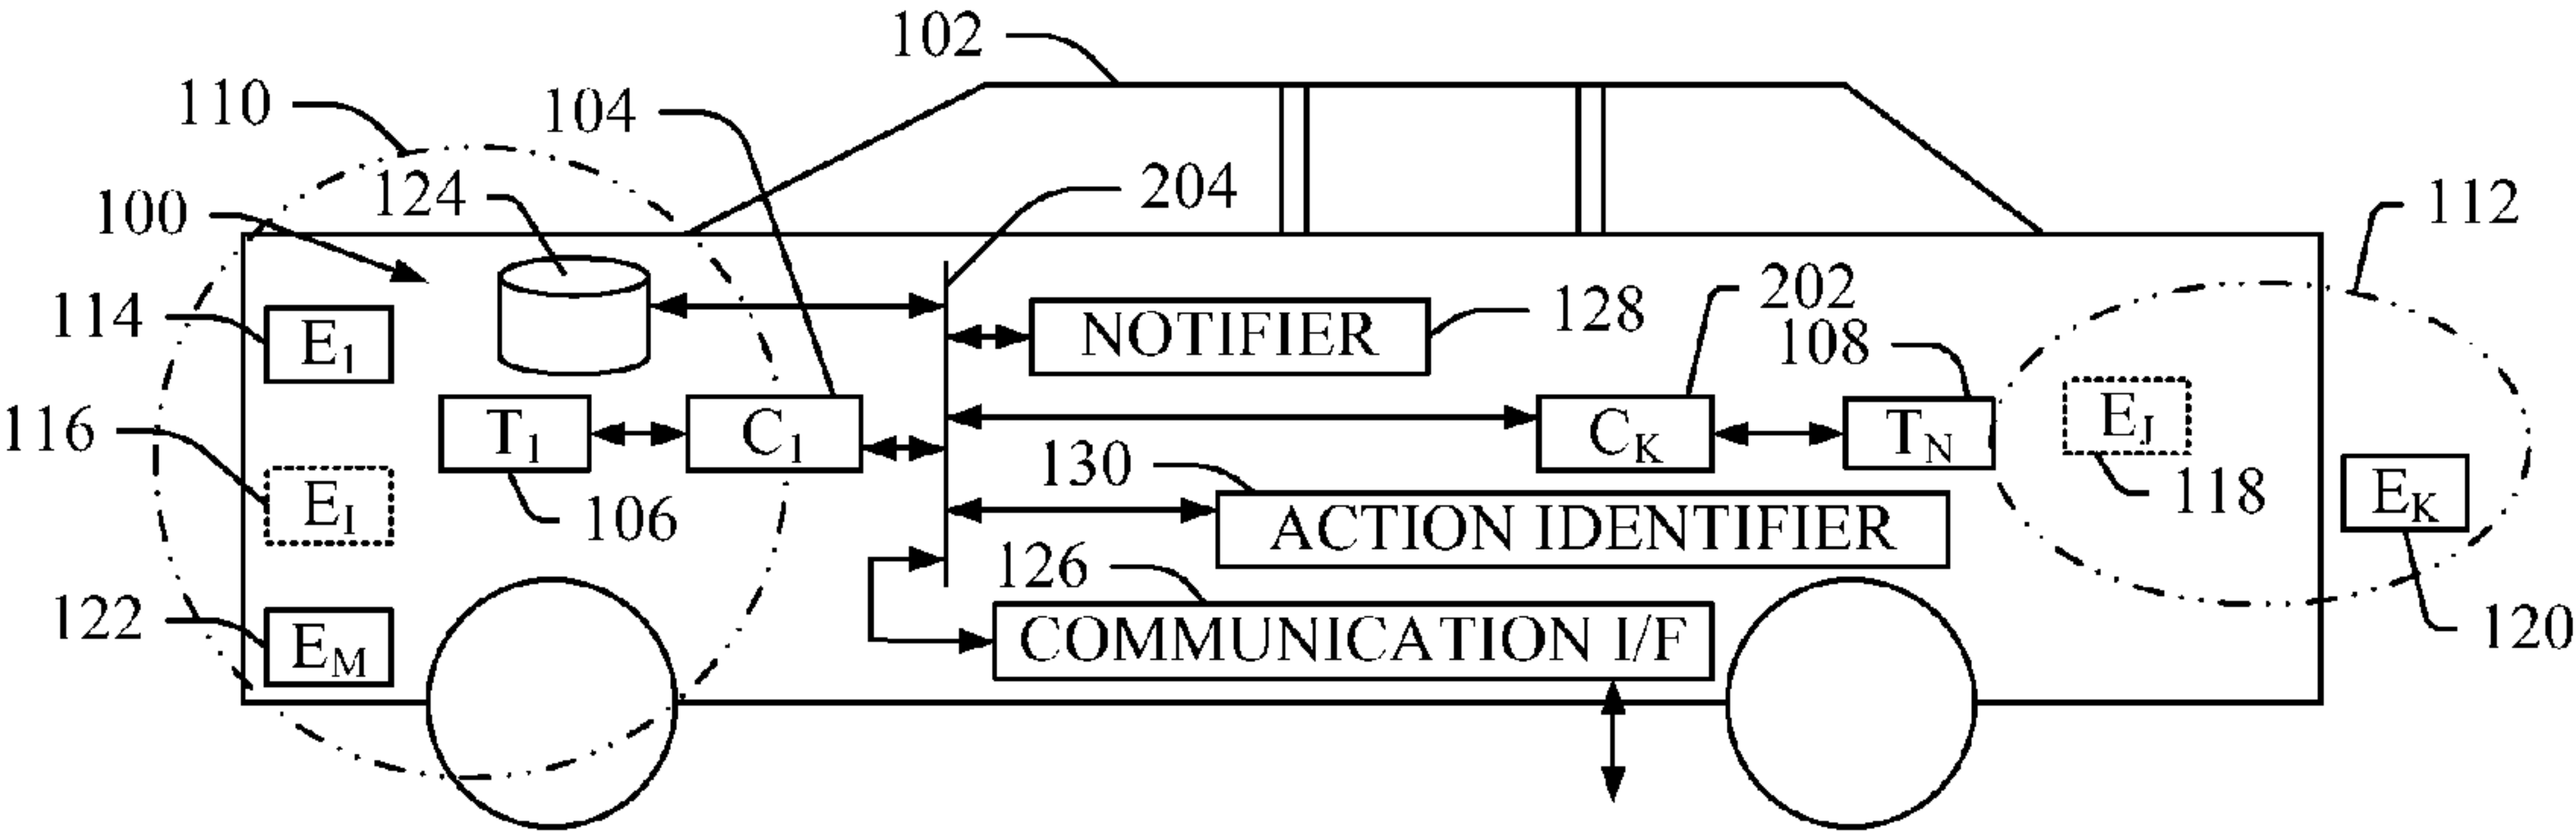 102
110
104
124
204
100
112
202
114
E1
NOTIFIER
128
108
116
T1
C1
CK
TN
EJ
130
EI
106
118
EK
ACTION IDENTIFIER
126
122
EM
COMMUNICATION I/F
120